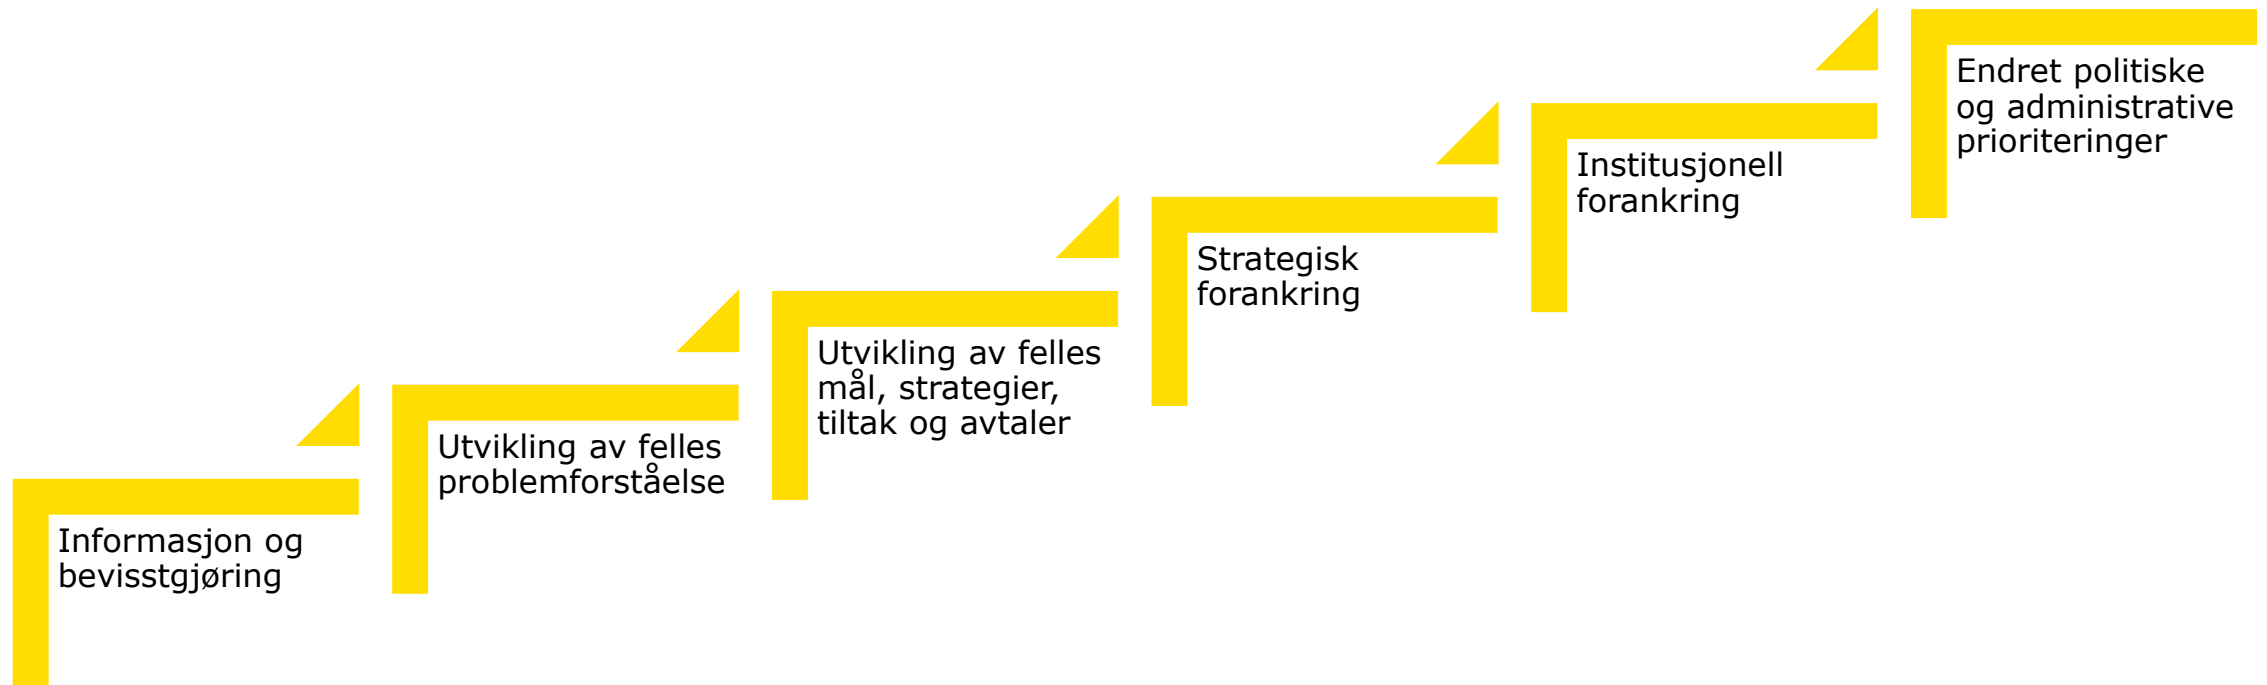 Informasjon og
bevisstgjøring
Utvikling av felles
problemforståelse
Utvikling av felles
mål, strategier,
tiltak og avtaler
Strategisk
forankring
Institusjonell
forankring
Endret politiske
og administrative
prioriteringer